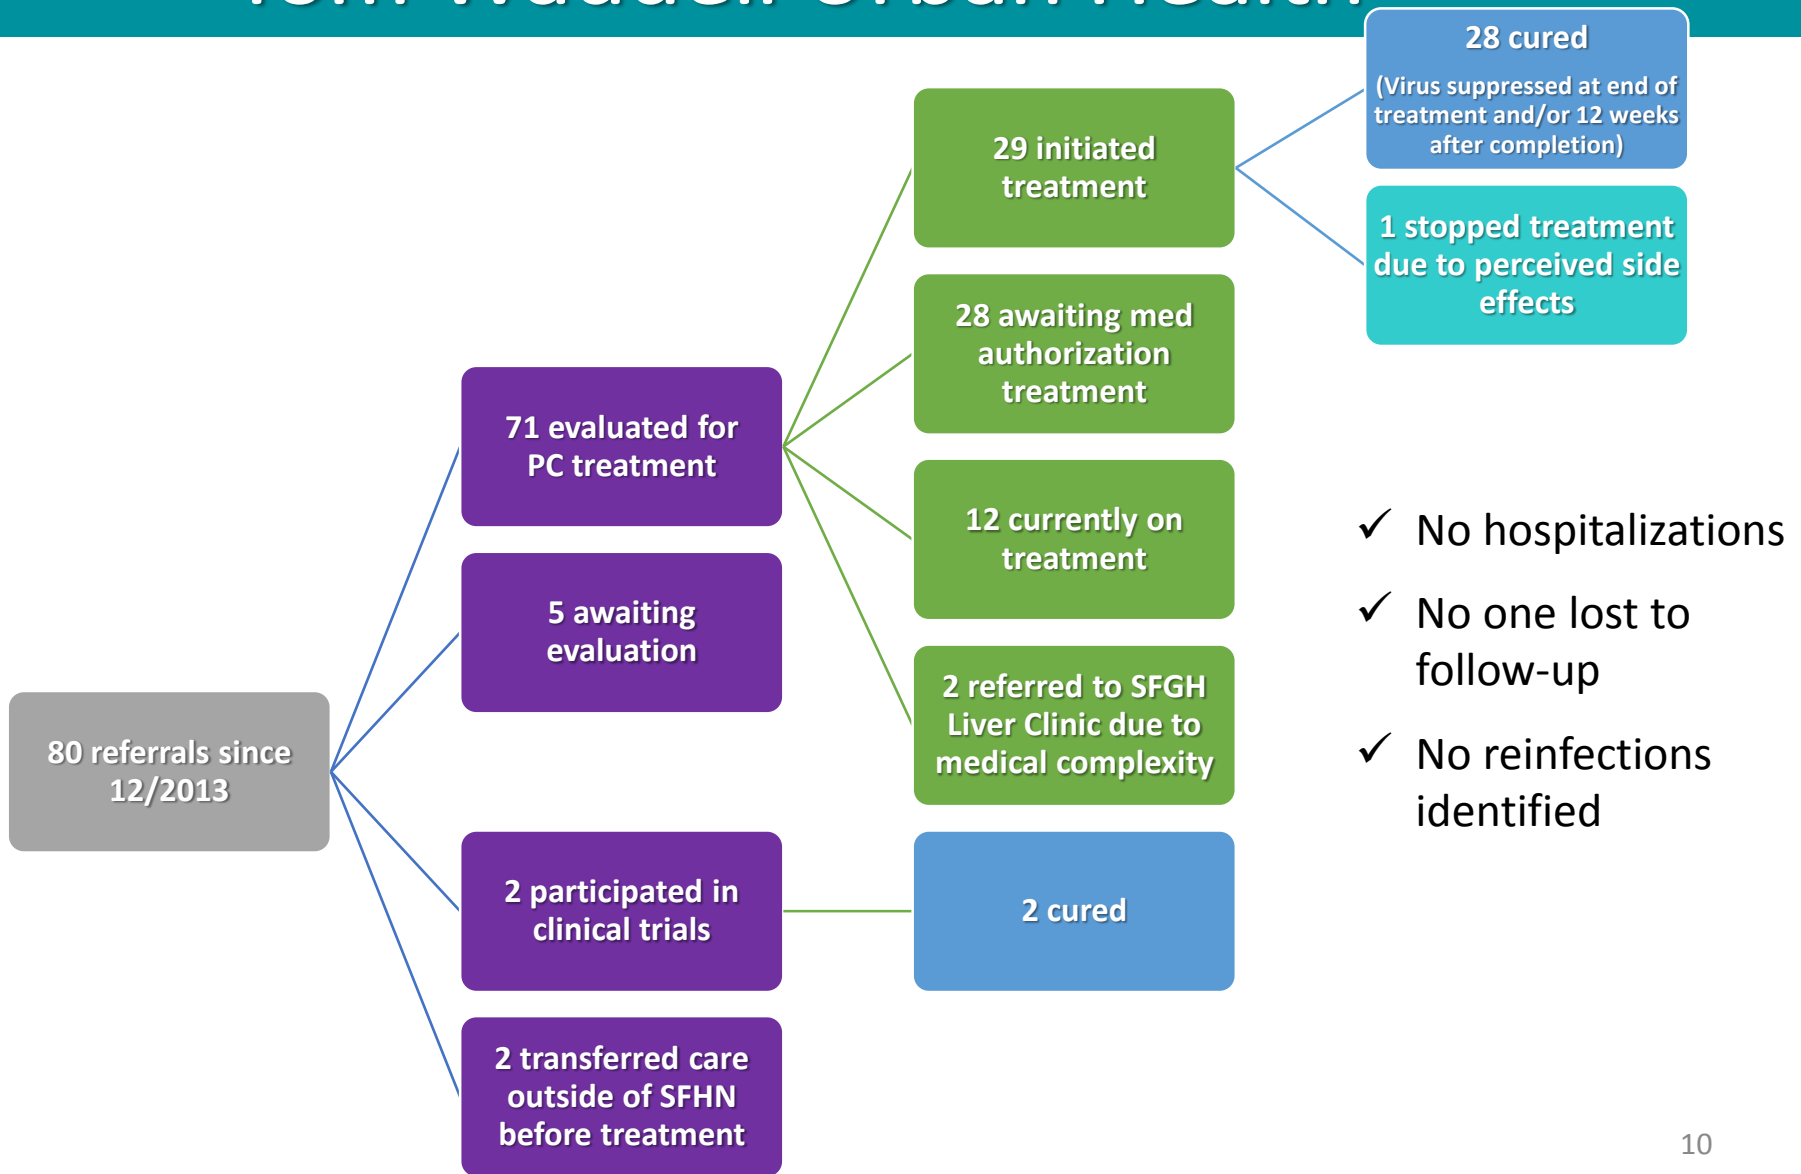 28 cured
(Virus suppressed at end of
treatment and/or 12 weeks
after completion)
29 initiated
treatment
1 stopped treatment
due to perceived side
effects
28 awaiting med
authorization
treatment
71 evaluated for
PC treatment
12 currently on
treatment
5 awaiting
evaluation
2 referred to SFGH
Liver Clinic due to
medical complexity
80 referrals since
12/2013
2 participated in
clinical trials
2 cured
2 transferred care
outside of SFHN
before treatment
✓ No hospitalizations
✓ No one lost to
follow-up
✓ No reinfections
identified
10